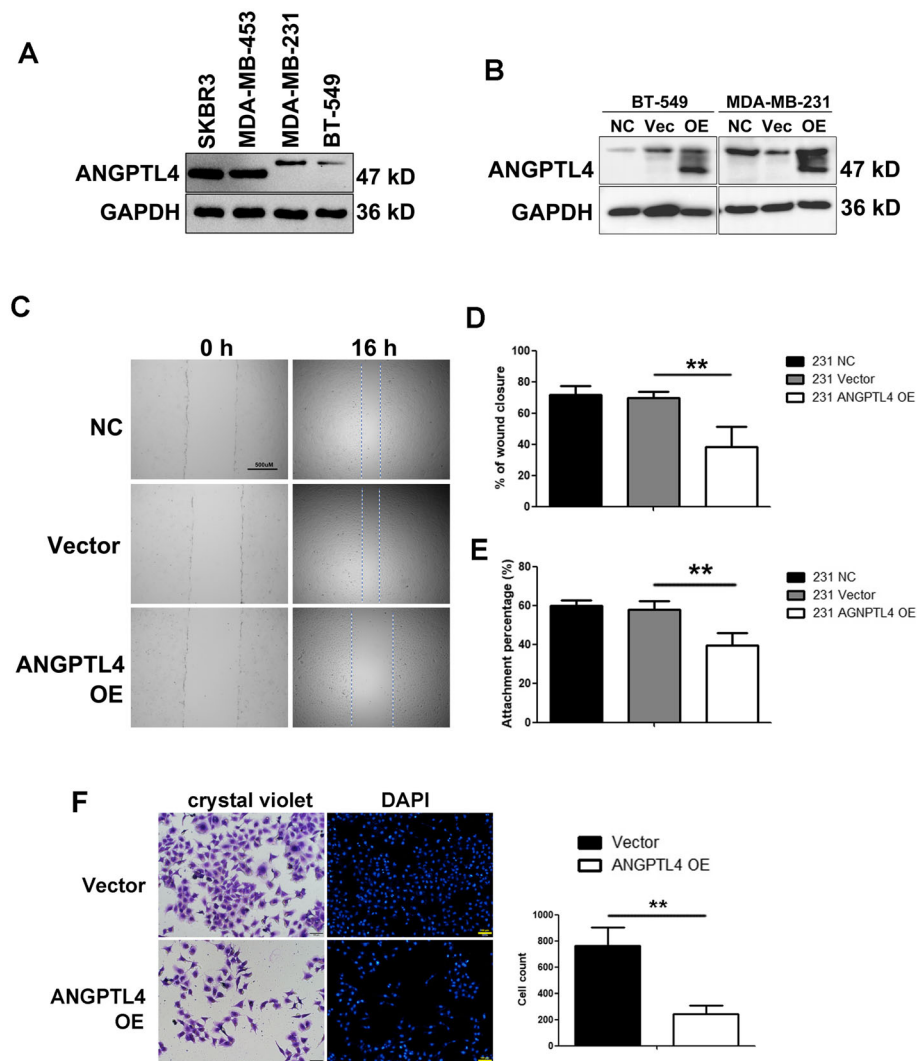 A
SKBR3
MDA-MB-453
MDA-MB-231
BT-549
ANGPTL4
47 kD
GAPDH
36 kD
B
BT-549 MDA-MB-231
NC Vec OE NC Vec OE
ANGPTL4
47 kD
GAPDH
36 kD
C
0 h 16 h
NC
500uM
Vector
ANGPTL4
OE
D
% of wound closure
100
80
60
40
20
0
**
231 NC
231 Vector
231 ANGPTL4 OE
E
Attachment percentage (%)
80
60
40
20
0
**
231 NC
231 Vector
231 AGNPTL4 OE
F
crystal violet DAPI
Vector
ANGPTL4
OE
Vector
ANGPTL4 OE
Cell count
1000
800
600
400
200
0
**